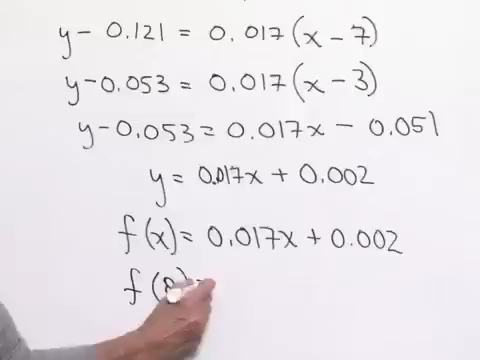 y - 0.121 = 0.017(x - 7)
y - 0.053 = 0.017(x - 3)
y - 0.053 = 0.017x - 0.051
y = 0.017x + 0.002
f(x) = 0.017x + 0.002
f(8) =